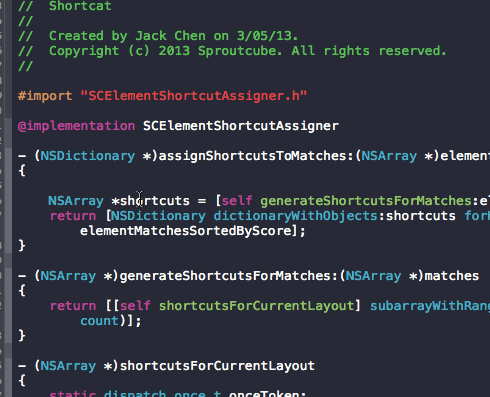 // Shortcat
//
// Created by Jack Chen on 3/05/13.
// Copyright (c) 2013 Sproutcube. All rights reserved.
//
#import "SCElementShortcutAssigner.h"
@implementation SCElementShortcutAssigner
- (NSDictionary *)assignShortcutsToMatches:(NSArray *)element
{
NSArray *shortcuts = [self generateShortcutsForMatches:el
return [NSDictionary dictionaryWithObjects:shortcuts for
elementMatchesSortedByScore];
}
- (NSArray *)generateShortcutsForMatches:(NSArray *)matches
{
return [[self shortcutsForCurrentLayout] subarrayWithRang
count)];
}
- (NSArray *)shortcutsForCurrentLayout
{
static dispatch_once_t onceToken;